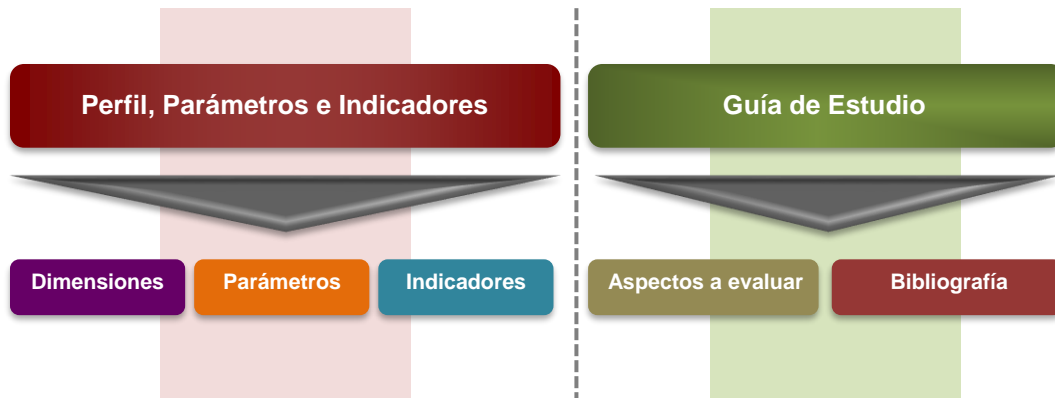 Perfil, Parámetros e Indicadores
Guía de Estudio
Dimensiones
Parámetros
Indicadores
Aspectos a evaluar
Bibliografía